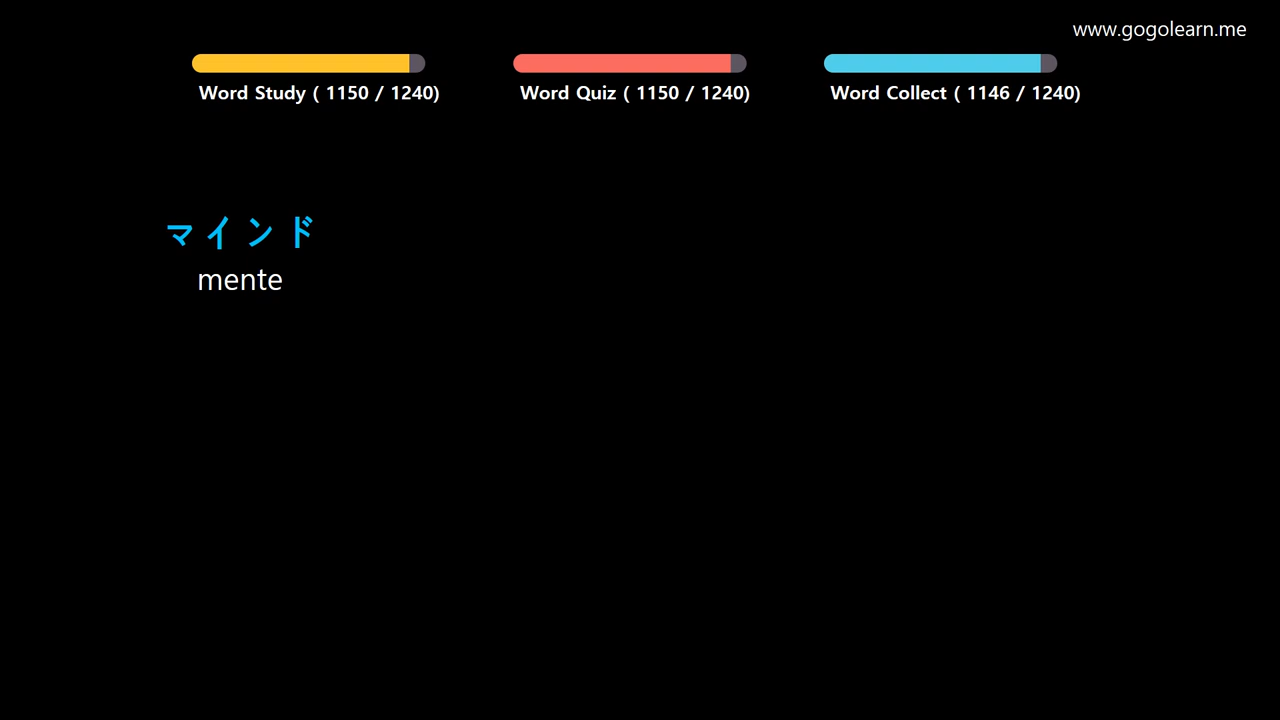 www.gogolearn.me
Word Study ( 1150 / 1240)
Word Quiz ( 1150 / 1240)
Word Collect ( 1146 / 1240)
マインド
mente